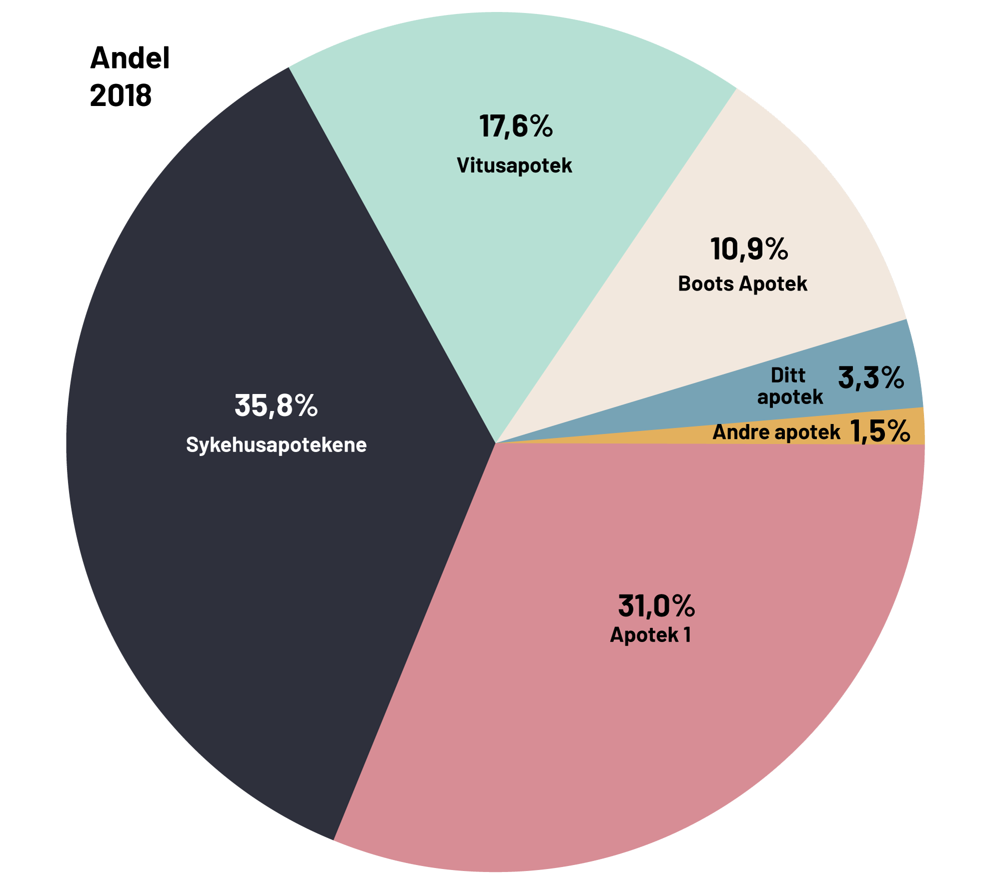 Andel
2018
17,6%
Vitusapotek
10,9%
Boots Apotek
Ditt
apotek
3,3%
Andre apotek 1,5%
35,8%
Sykehusapotekene
31,0%
Apotek 1